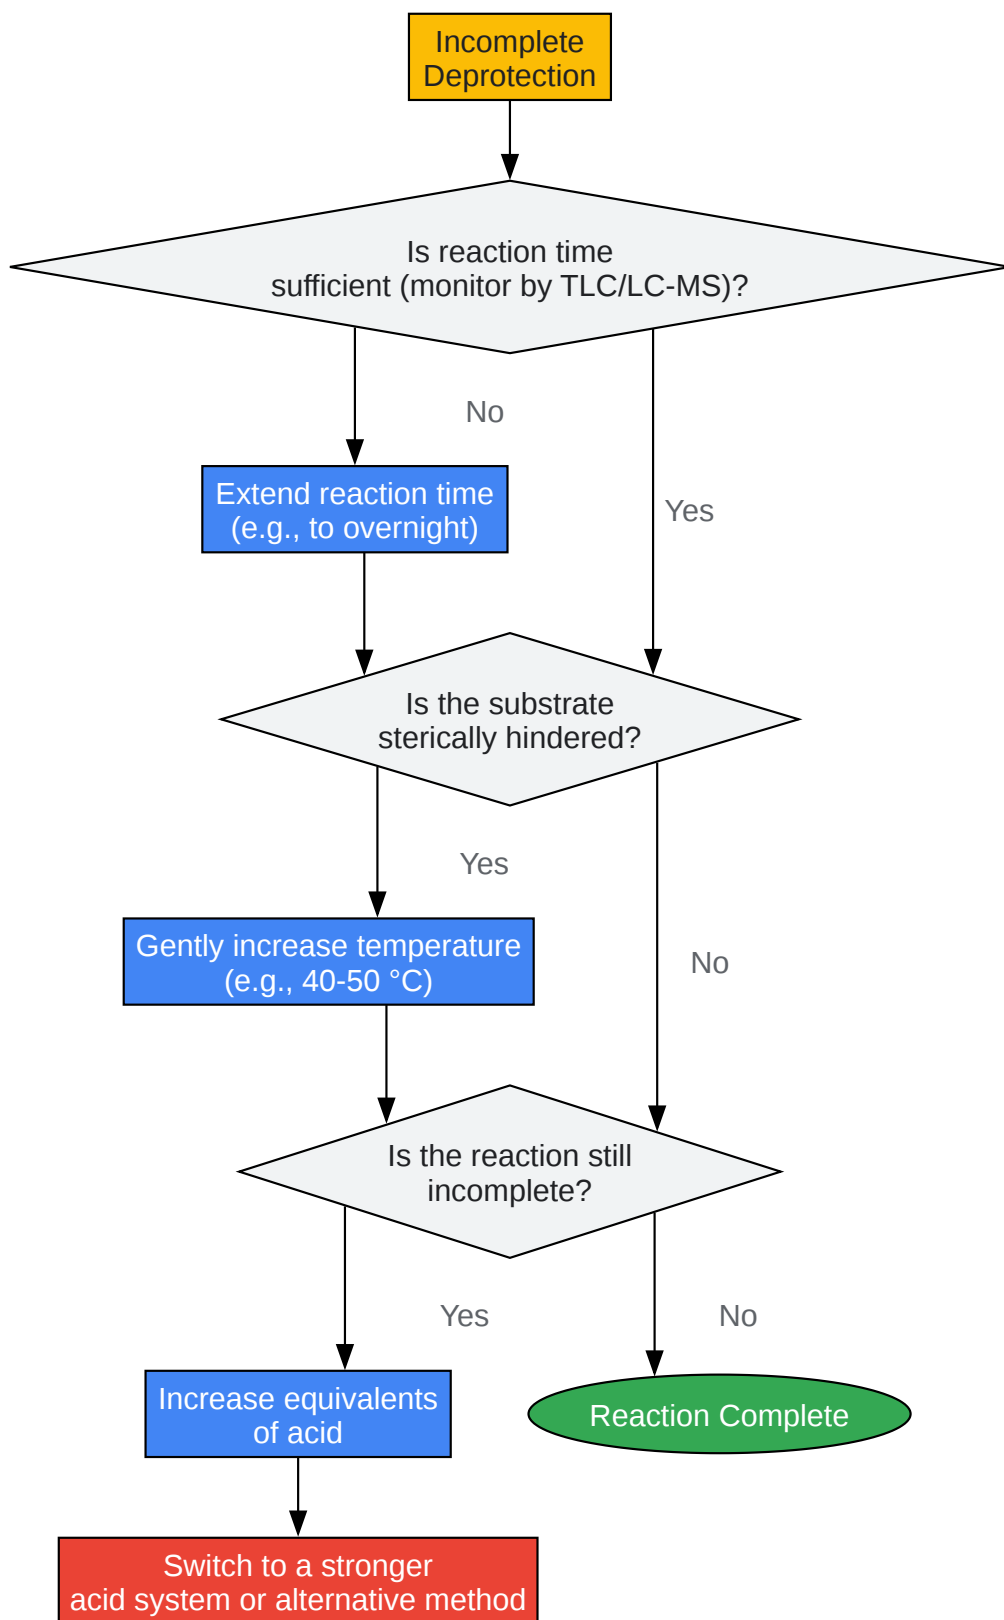 Incomplete
Deprotection
Is reaction time
sufficient (monitor by TLC/LC-MS)?
No
Extend reaction time
(e.g., to overnight)
Yes
Is the substrate
sterically hindered?
Yes
Gently increase temperature
(e.g., 40-50 °C)
No
Is the reaction still
incomplete?
Yes
No
Increase equivalents
of acid
Reaction Complete
Switch to a stronger
acid system or alternative method